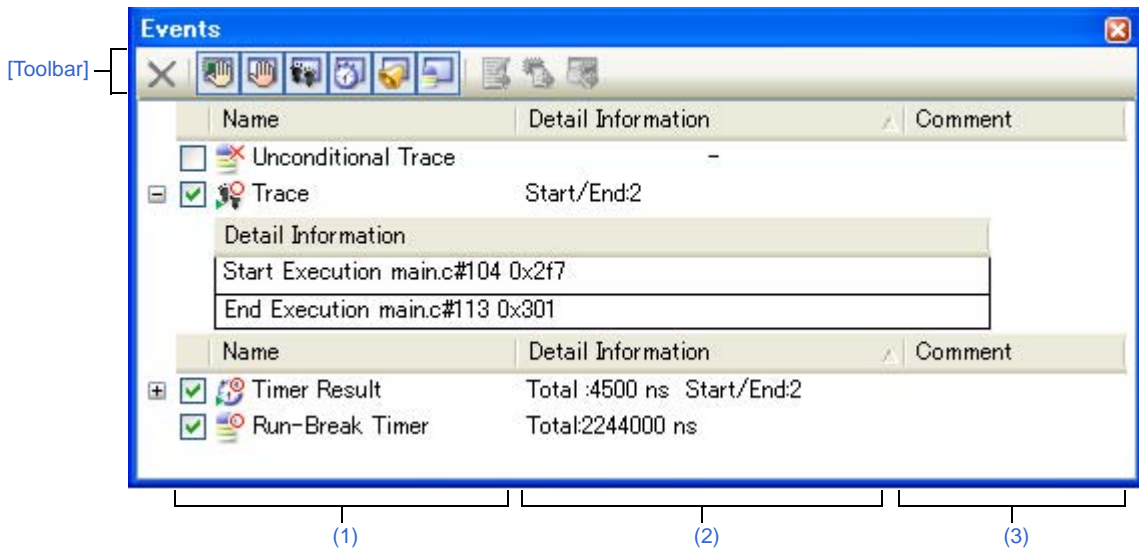 Events
[Toolbar]
Name Detail Information Comment
Unconditional Trace -
Trace Start/End:2
Detail Information
Start Execution main.c#104 0x2f7
End Execution main.c#113 0x301
Name Detail Information Comment
Timer Result Total :4500 ns Start/End:2
Run-Break Timer Total:2244000 ns
(1) (2) (3)